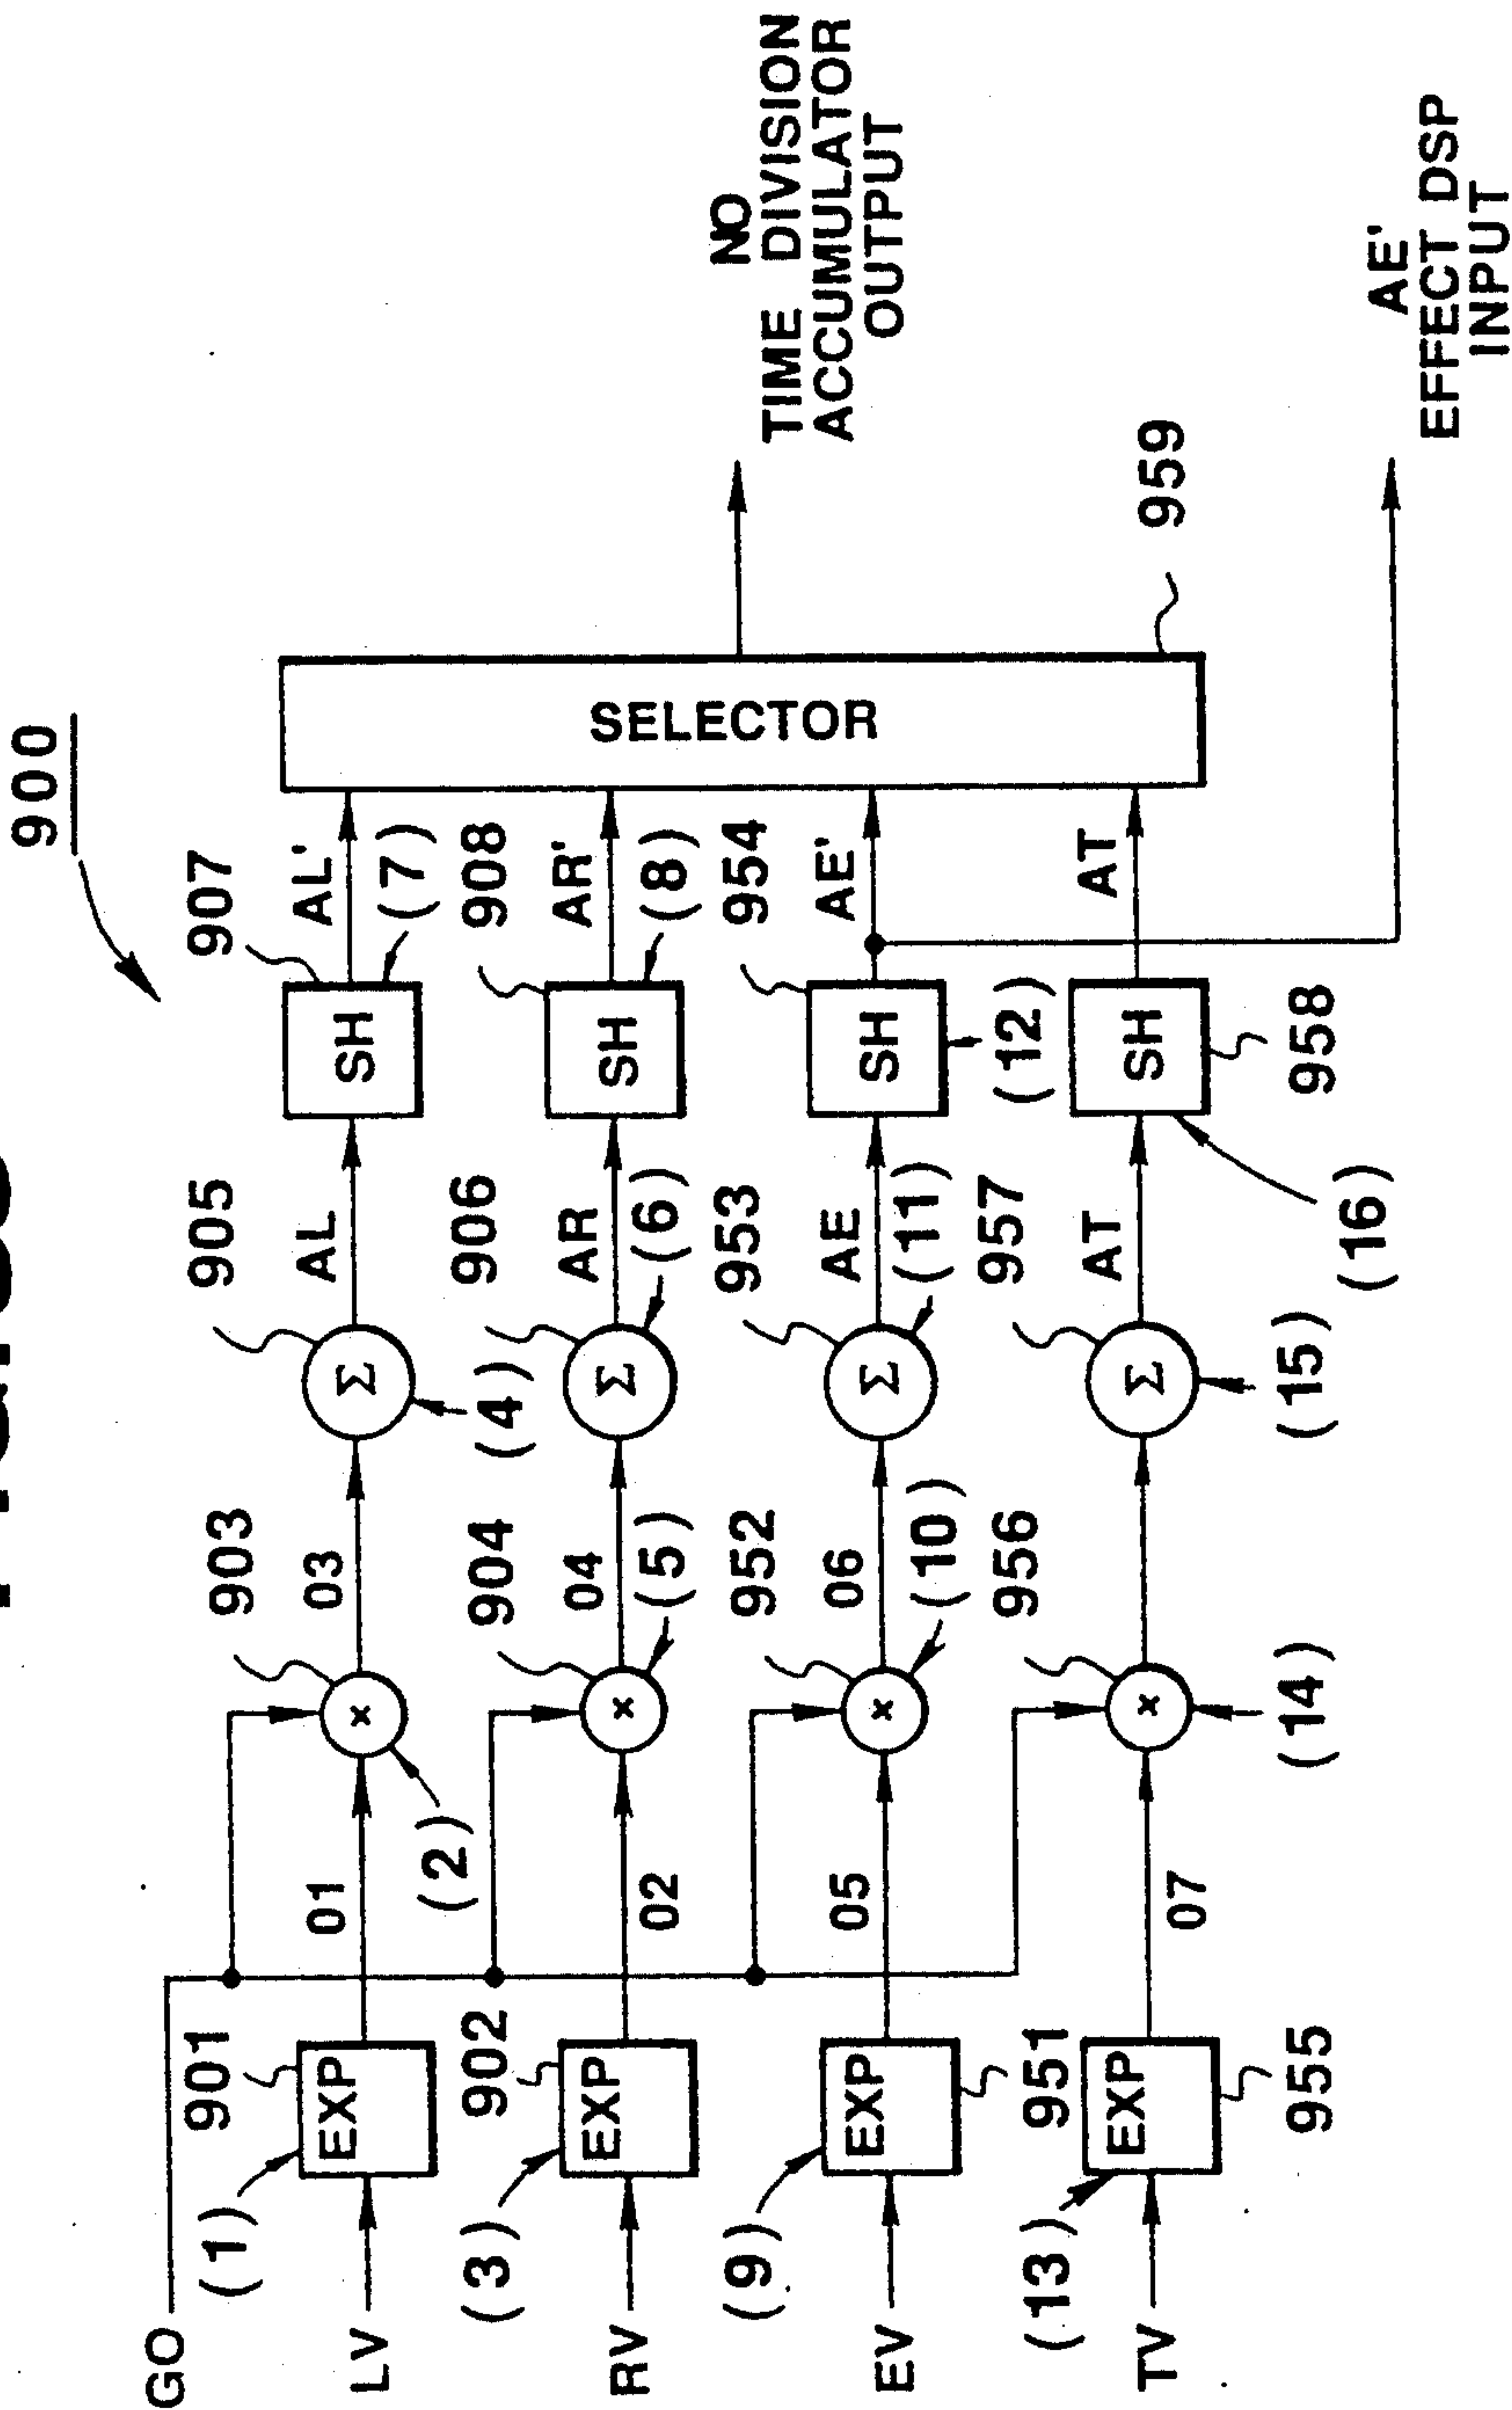 900
GO
LV
(1)
EXP
901
01
(2)
×
903
03
(4)
Σ
905
AL
SH
907
AL'
(7)
RV
(3)
EXP
902
02
×
904
04
(5)
Σ
906
AR
(6)
SH
908
AR'
(8)
EV
(9)
EXP
951
05
×
952
06
(10)
Σ
953
AE
(11)
SH
954
AE'
(12)
TV
(13)
EXP
955
07
×
956
(14)
Σ
957
AT
(15)
SH
958
AT
(16)
SELECTOR
959
NO
TIME DIVISION
ACCUMULATOR
OUTPUT
AE'
EFFECT DSP
INPUT